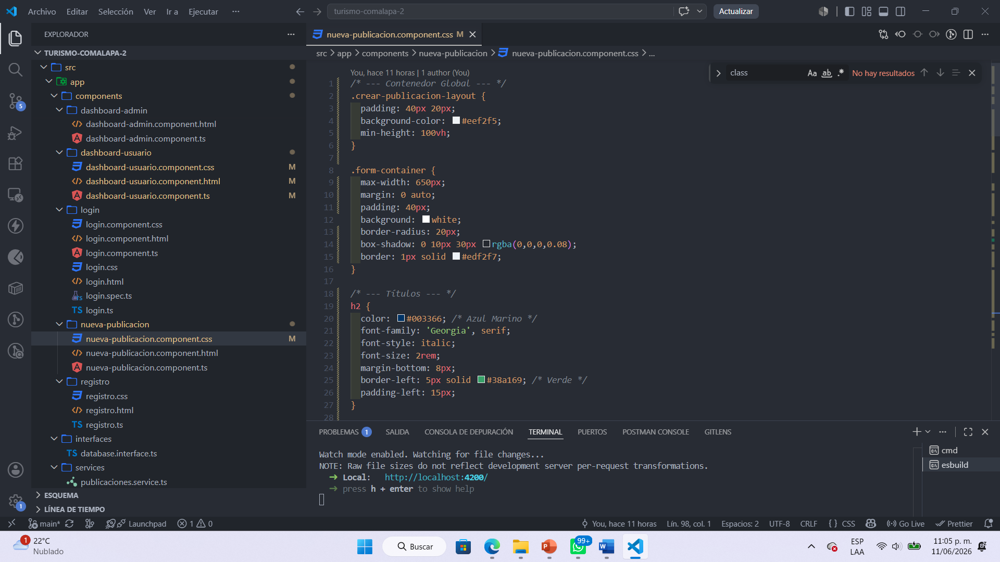 Archivo Editar Selección Ver Ir a Ejecutar ···
turismo-comalapa-2
Actualizar
EXPLORADOR
TURISMO-COMALAPA-2
src
app
components
dashboard-admin
dashboard-admin.component.html
dashboard-admin.component.ts
dashboard-usuario
dashboard-usuario.component.css M
dashboard-usuario.component.html M
dashboard-usuario.component.ts M
login
login.component.css
login.component.html
login.component.ts
login.css
login.html
login.spec.ts
TS login.ts
nueva-publicacion
nueva-publicacion.component.css M
nueva-publicacion.component.html
nueva-publicacion.component.ts
registro
registro.css
registro.html
TS registro.ts
interfaces
TS database.interface.ts
services
publicaciones.service.ts
ESQUEMA
LÍNEA DE TIEMPO
5
1
nueva-publicacion.component.css M
src > app > components > nueva-publicacion > nueva-publicacion.component.css > ...
class
Aa ab .*
No hay resultados
You, hace 11 horas | 1 author (You)
1 /* --- Contenedor Global --- */
2 .crear-publicacion-layout {
3 padding: 40px 20px;
4 background-color: #eef2f5;
5 min-height: 100vh;
6 }
7
8 .form-container {
9 max-width: 650px;
10 margin: 0 auto;
11 padding: 40px;
12 background: white;
13 border-radius: 20px;
14 box-shadow: 0 10px 30px rgba(0,0,0,0.08);
15 border: 1px solid #edf2f7;
16 }
17
18 /* --- Títulos --- */
19 h2 {
20 color: #003366; /* Azul Marino */
21 font-family: 'Georgia', serif;
22 font-style: italic;
23 font-size: 2rem;
24 margin-bottom: 8px;
25 border-left: 5px solid #38a169; /* Verde */
26 padding-left: 15px;
27 }
28
PROBLEMAS 1 SALIDA CONSOLA DE DEPURACIÓN TERMINAL PUERTOS POSTMAN CONSOLE GITLENS
Watch mode enabled. Watching for file changes...
NOTE: Raw file sizes do not reflect development server per-request transformations.
➜ Local: http://localhost:4200/
➜ press h + enter to show help
cmd
esbuild
main* Launchpad 1 0
You, hace 11 horas Lín. 98, col. 1 Espacios: 2 UTF-8 CRLF { } CSS Go Live Prettier
1
22°C
Nublado
Buscar
99+
ESP
LAA
11:05 p. m.
11/06/2026